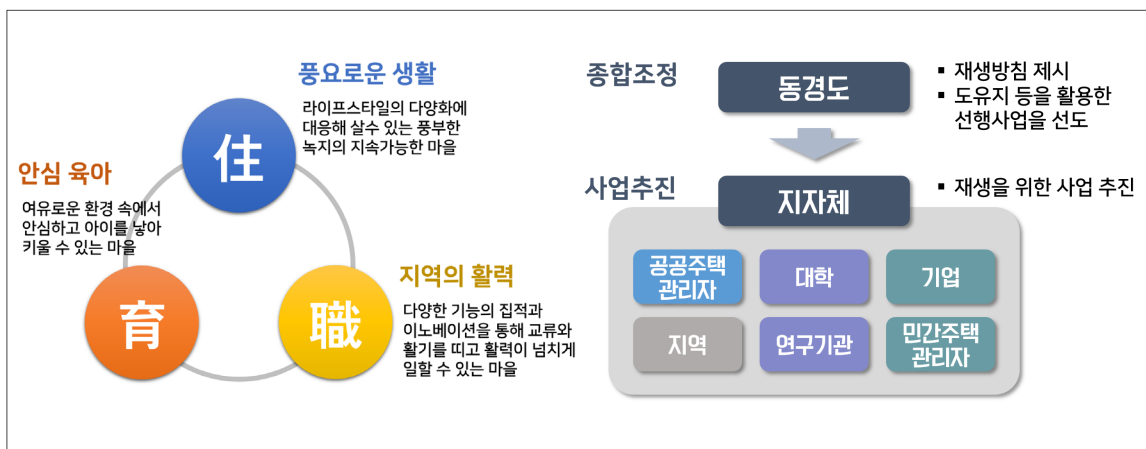 풍요로운 생활
라이프스타일의 다양화에
대응해 살수 있는 풍부한
녹지의 지속가능한 마을
住
안심 육아
여유로운 환경 속에서
안심하고 아이를 낳아
키울 수 있는 마을
育
職
지역의 활력
다양한 기능의 집적과
이노베이션을 통해 교류와
활기를 띠고 활력이 넘치게
일할 수 있는 마을
종합조정
동경도
▪ 재생방침 제시
▪ 도유지 등을 활용한
선행사업을 선도
사업추진
지자체
▪ 재생을 위한 사업 추진
공공주택
관리자
대학
기업
지역
연구기관
민간주택
관리자